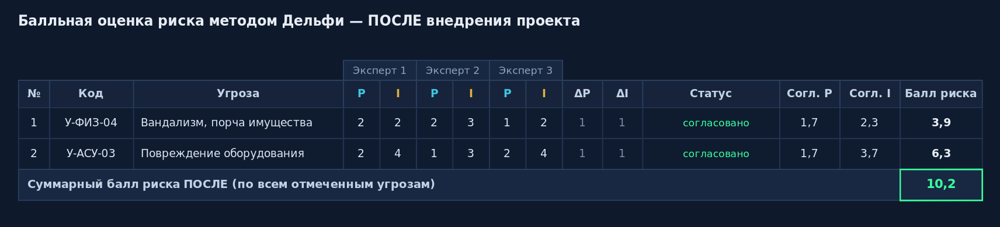 Балльная оценка риска методом Дельфи — ПОСЛЕ внедрения проекта
Эксперт 1 Эксперт 2 Эксперт 3
№ Код Угроза P I P I P I ΔP ΔI Статус Согл. P Согл. I Балл риска
1 У-ФИЗ-04 Вандализм, порча имущества 2 2 2 3 1 2 1 1 согласовано 1,7 2,3 3,9
2 У-АСУ-03 Повреждение оборудования 2 4 1 3 2 4 1 1 согласовано 1,7 3,7 6,3
Суммарный балл риска ПОСЛЕ (по всем отмеченным угрозам) 10,2